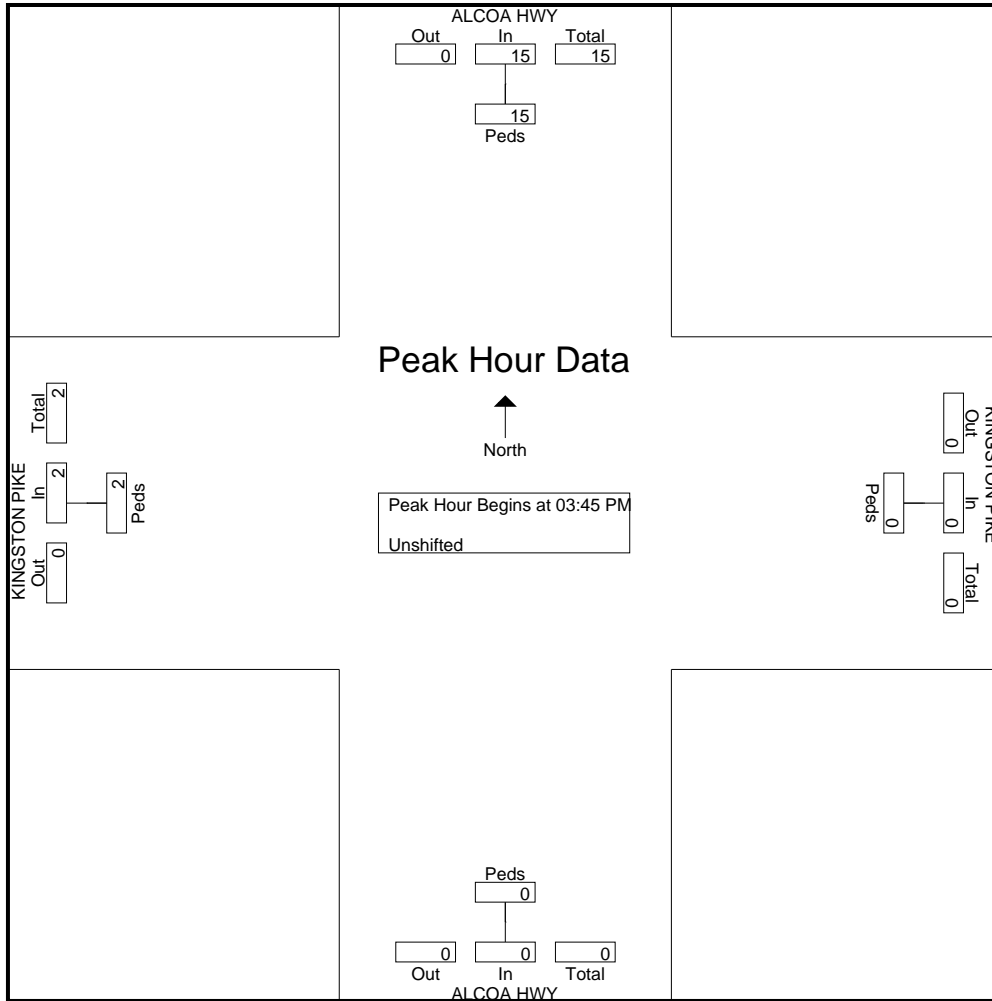 ALCOA HWY
Out In Total
0 15 15
15
Peds
Peak Hour Data
North
Peak Hour Begins at 03:45 PM
Unshifted
KINGSTON PIKE
Out In Total
0 2 2
2
Peds
KINGSTON PIKE
Out In Total
0 0 0
0
Peds
Peds
0
0 0 0
Out In Total
ALCOA HWY